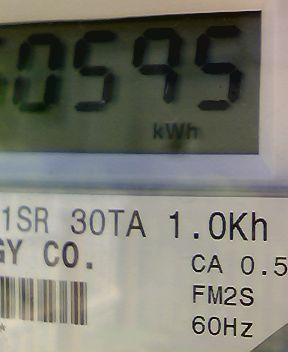 0595
kWh
1SR 30TA 1.0Kh
GY CO.
CA 0.5
FM2S
60Hz